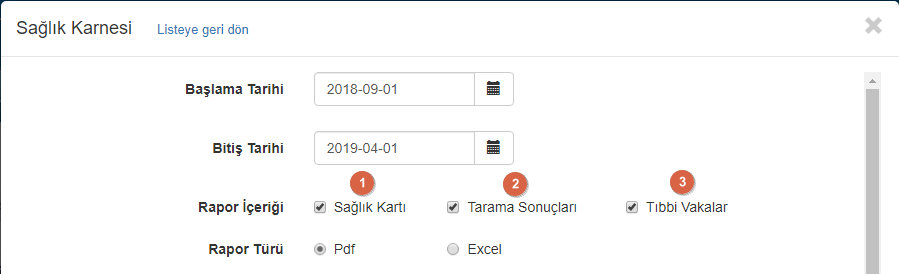 Sağlık Karnesi Listeye geri dön
Başlama Tarihi 2018-09-01
Bitiş Tarihi 2019-04-01
1 2 3
Rapor İçeriği Sağlık Kartı Tarama Sonuçları Tıbbi Vakalar
Rapor Türü Pdf Excel